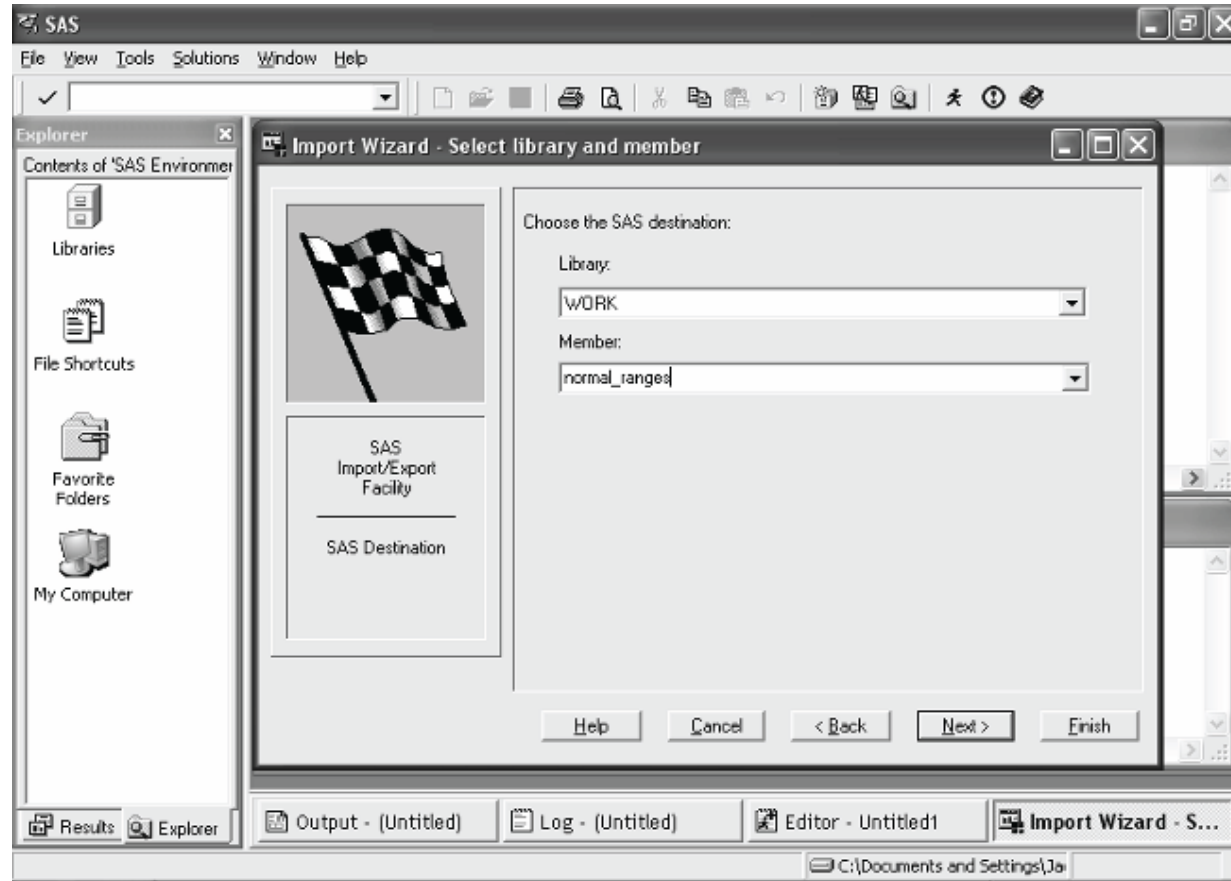 SAS
File View Tools Solutions Window Help
Explorer
Contents of 'SAS Environmer
Libraries
File Shortcuts
Favorite
Folders
My Computer
Results Explorer
Import Wizard - Select library and member
SAS
Import/Export
Facility
SAS Destination
Choose the SAS destination:
Library:
WORK
Member:
normal_ranges
Help Cancel < Back Next > Finish
Output - (Untitled) Log - (Untitled) Editor - Untitled1 Import Wizard - S...
C:\Documents and Settings\Ja